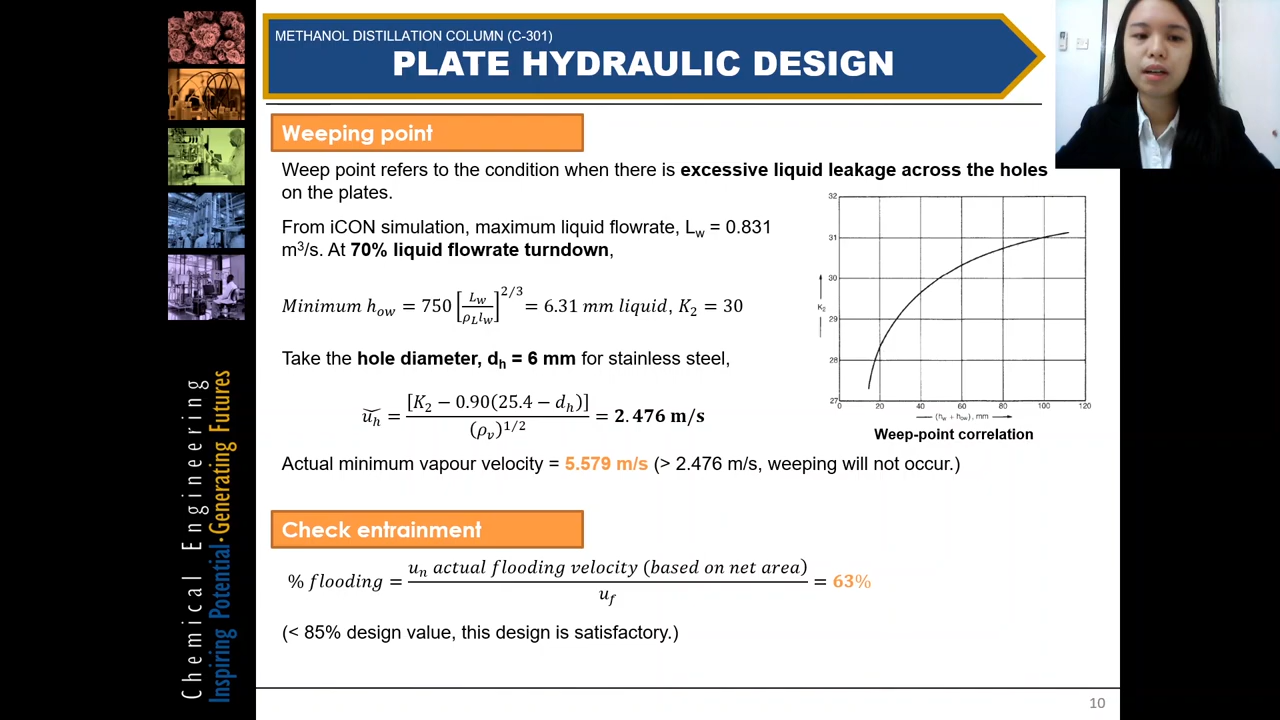 METHANOL DISTILLATION COLUMN (C-301)
PLATE HYDRAULIC DESIGN
Weeping point
Weep point refers to the condition when there is excessive liquid leakage across the holes
on the plates.
From iCON simulation, maximum liquid flowrate, Lw = 0.831
m³/s. At 70% liquid flowrate turndown,
Minimum how = 750 [Lw / ρL lw]^2/3 = 6.31 mm liquid, K2 = 30
Take the hole diameter, dh = 6 mm for stainless steel,
ũh = [K2 − 0.90(25.4 − dh)] / (ρv)^1/2 = 2.476 m/s
Actual minimum vapour velocity = 5.579 m/s (> 2.476 m/s, weeping will not occur.)
32
31
30
K2
29
28
27
0 20 40 60 80 100 120
(hw + how), mm
Weep-point correlation
Check entrainment
% flooding = un actual flooding velocity (based on net area) / uf = 63%
(< 85% design value, this design is satisfactory.)
Chemical Engineering
Inspiring Potential·Generating Futures
10